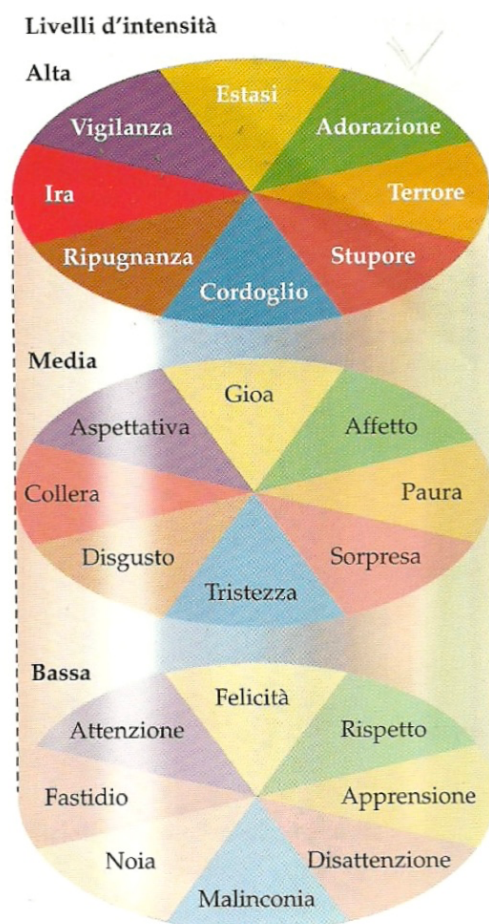 Livelli d'intensità
Alta
Estasi
Vigilanza
Adorazione
Ira
Terrore
Ripugnanza
Stupore
Cordoglio
Media
Gioa
Aspettativa
Affetto
Collera
Paura
Disgusto
Sorpresa
Tristezza
Bassa
Felicità
Attenzione
Rispetto
Fastidio
Apprensione
Noia
Disattenzione
Malinconia